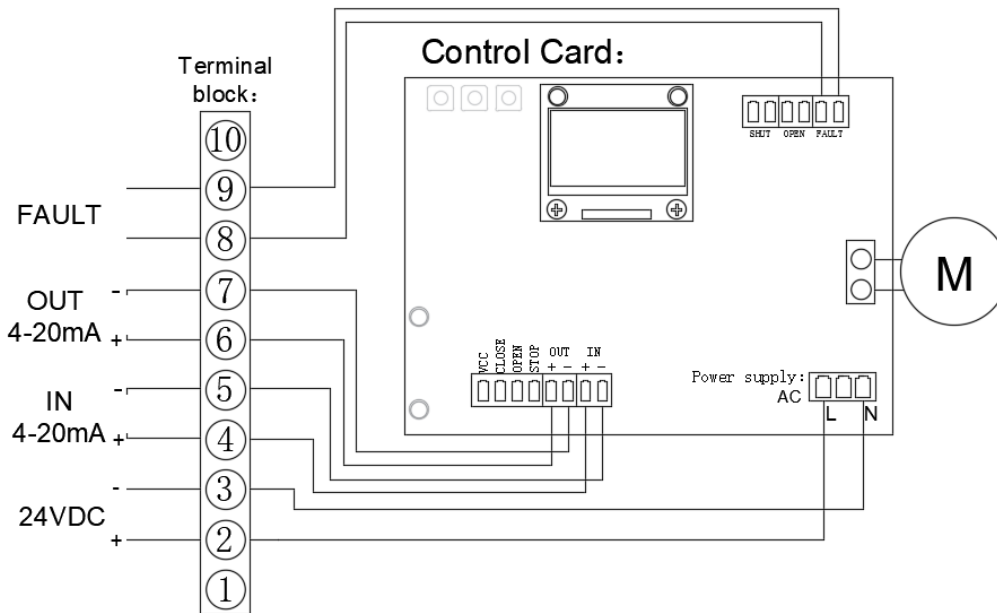 Control Card:
Terminal
block:
⑩
⑨
FAULT
⑧
SHUT OPEN FAULT
- ⑦
OUT
4-20mA
+ ⑥
- ⑤
IN
4-20mA
+ ④
- ③
24VDC
+ ②
①
VCC
CLOSE
OPEN
STOP
OUT IN
+ - + -
Power supply:
AC
L N
M